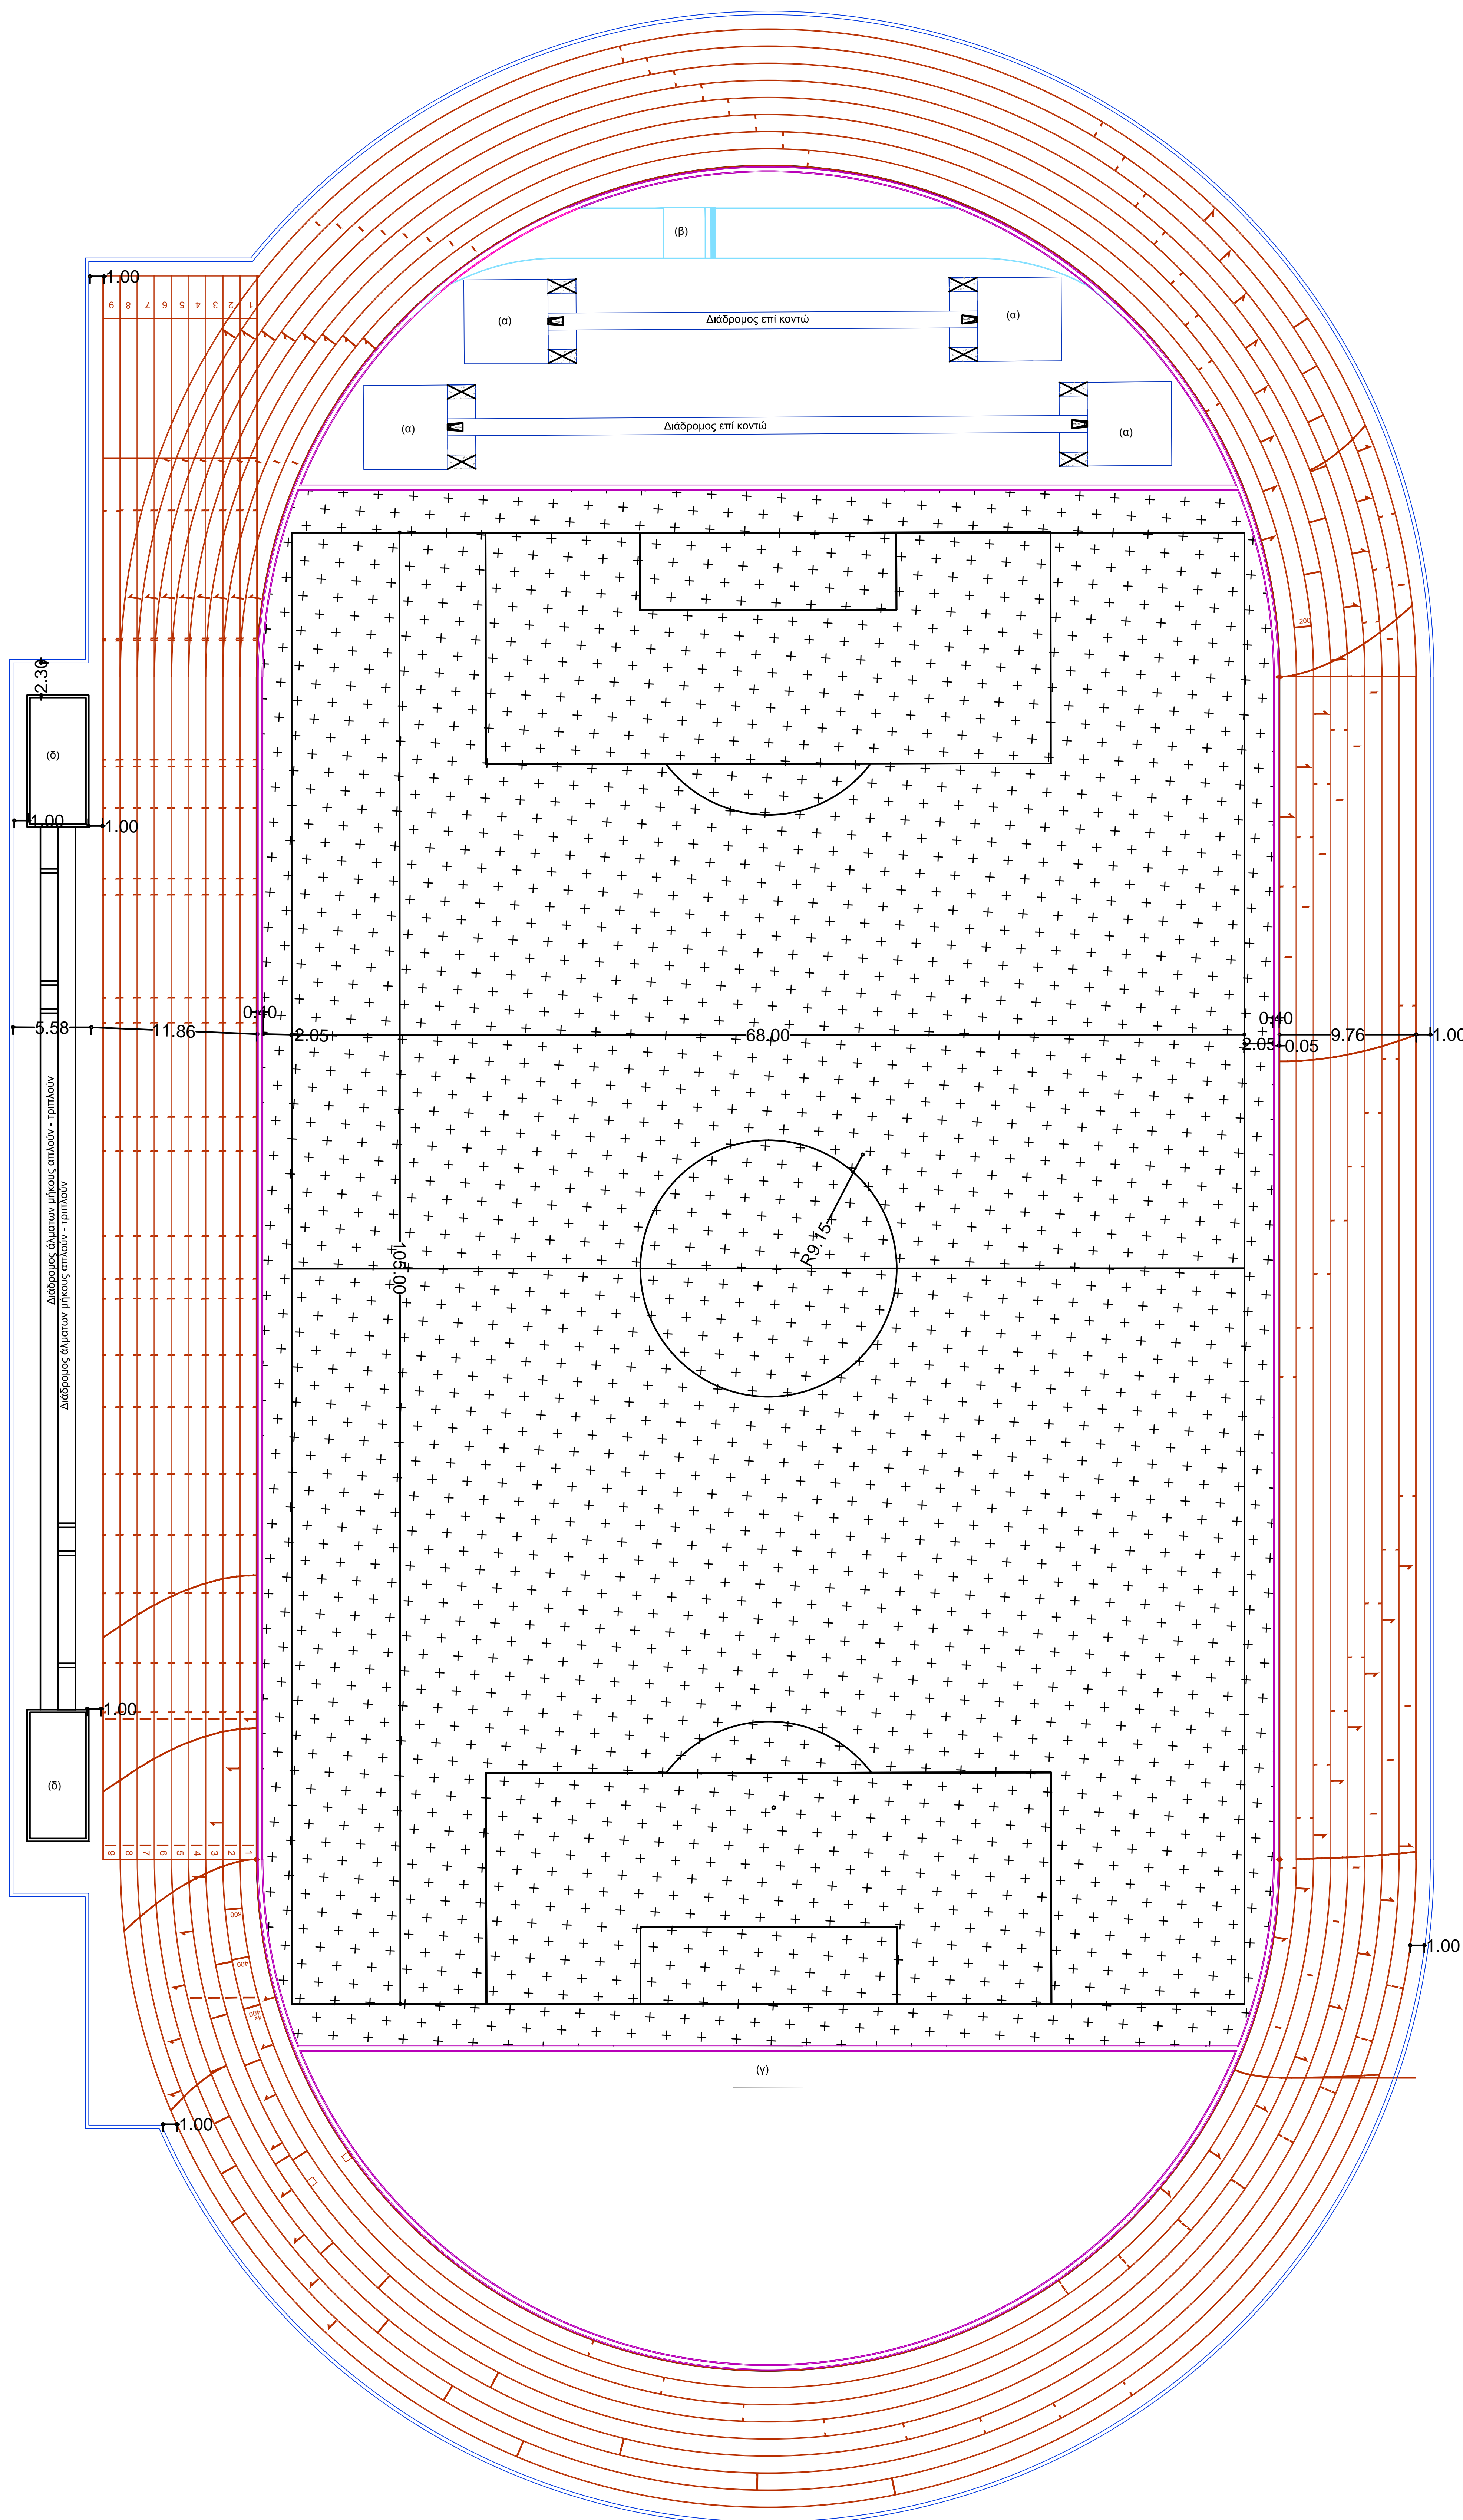 (β)
1.00
9 8 7 6 5 4 3 2 1
(α)
Διάδρομος επί κοντώ
(α)
(α)
Διάδρομος επί κοντώ
(α)
200
2.30
(δ)
1.00
1.00
5.58
11.86
0.40
2.05
68.00
0.40
2.05
0.05
9.76
1.00
Διάδρομος άλματων μήκους απλούν - τριπλούν
Διάδρομος άλματων μήκους απλούν - τριπλούν
R9.15
105.00
1.00
(δ)
9 8 7 6 5 4 3 2 1
800
400
1.00
(γ)
1.00